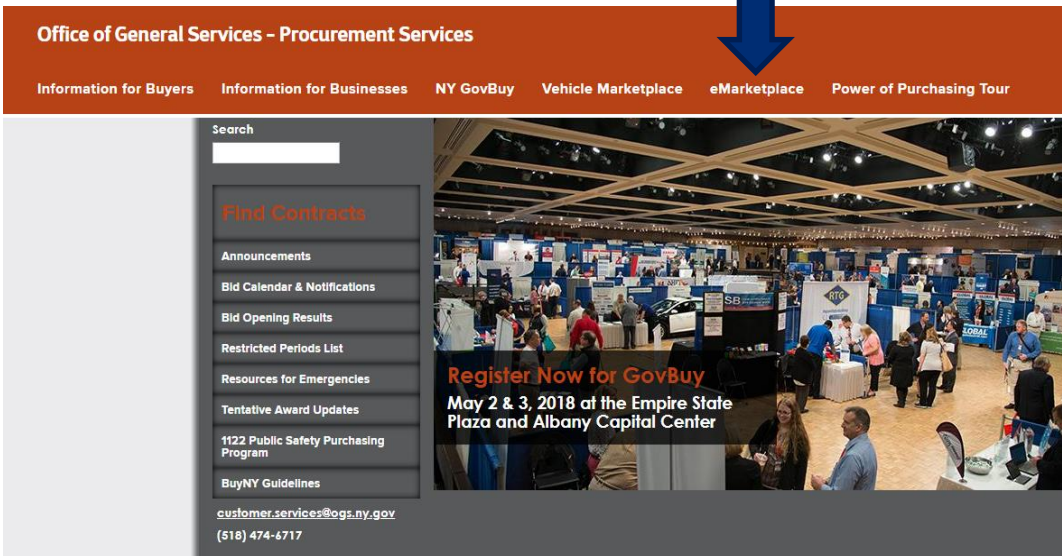 Office of General Services – Procurement Services
Information for Buyers Information for Businesses NY GovBuy Vehicle Marketplace eMarketplace Power of Purchasing Tour
Search
Find Contracts
Announcements
Bid Calendar & Notifications
Bid Opening Results
Restricted Periods List
Resources for Emergencies
Tentative Award Updates
1122 Public Safety Purchasing
Program
BuyNY Guidelines
customer.services@ogs.ny.gov
(518) 474-6717
SB
RTG
GLOBAL
Register Now for GovBuy
May 2 & 3, 2018 at the Empire State
Plaza and Albany Capital Center